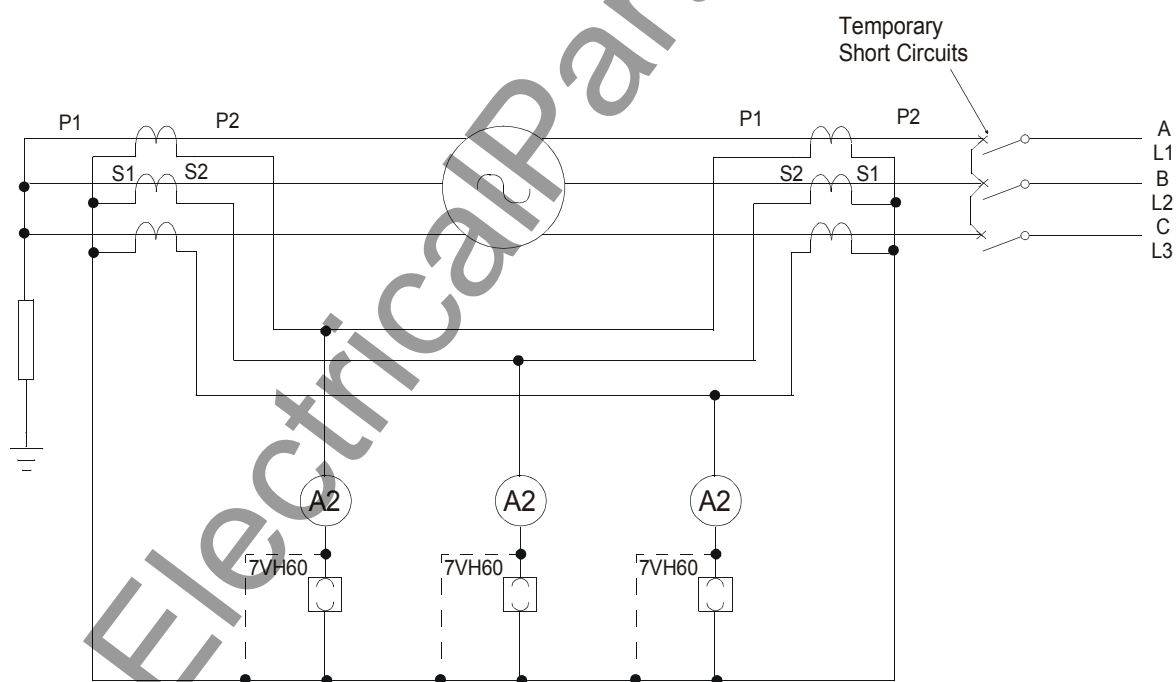 Temporary
Short Circuits
P1 P2 P1 P2 A
L1
S1 S2 S2 S1 B
L2
C
L3
A2 A2 A2
7VH60 7VH60 7VH60
ElectricalPar